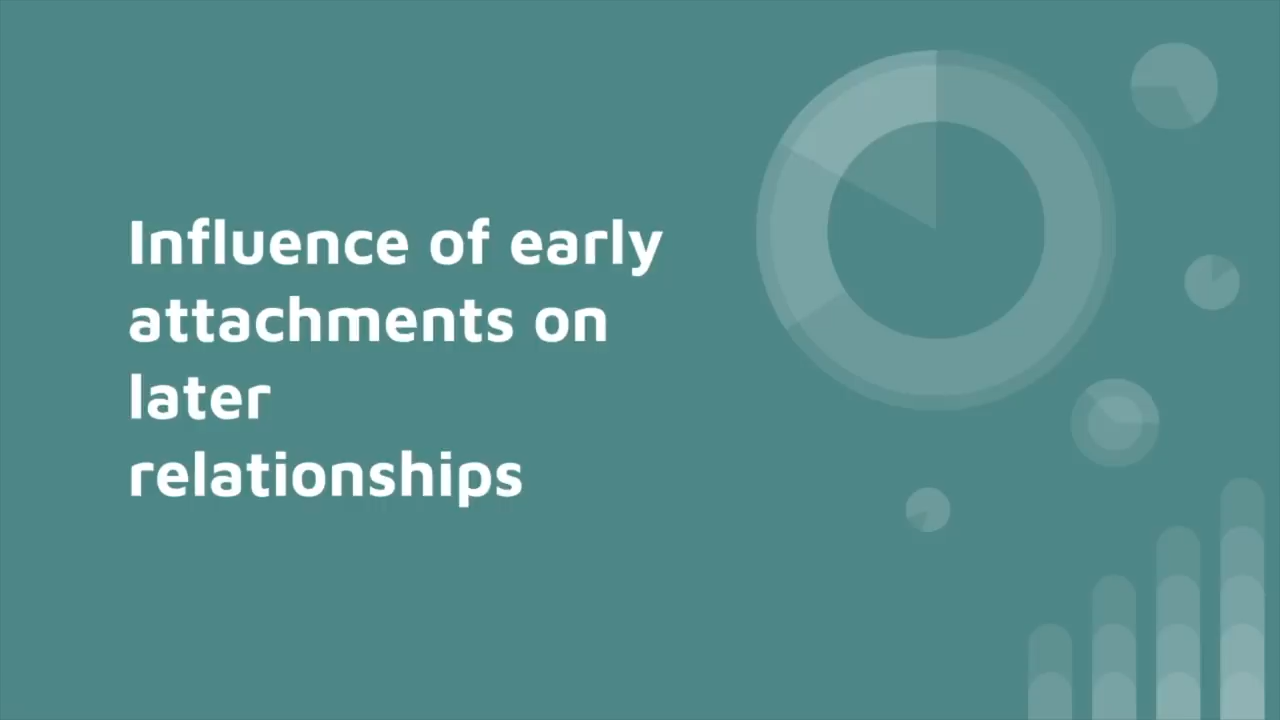 Influence of early
attachments on
later
relationships